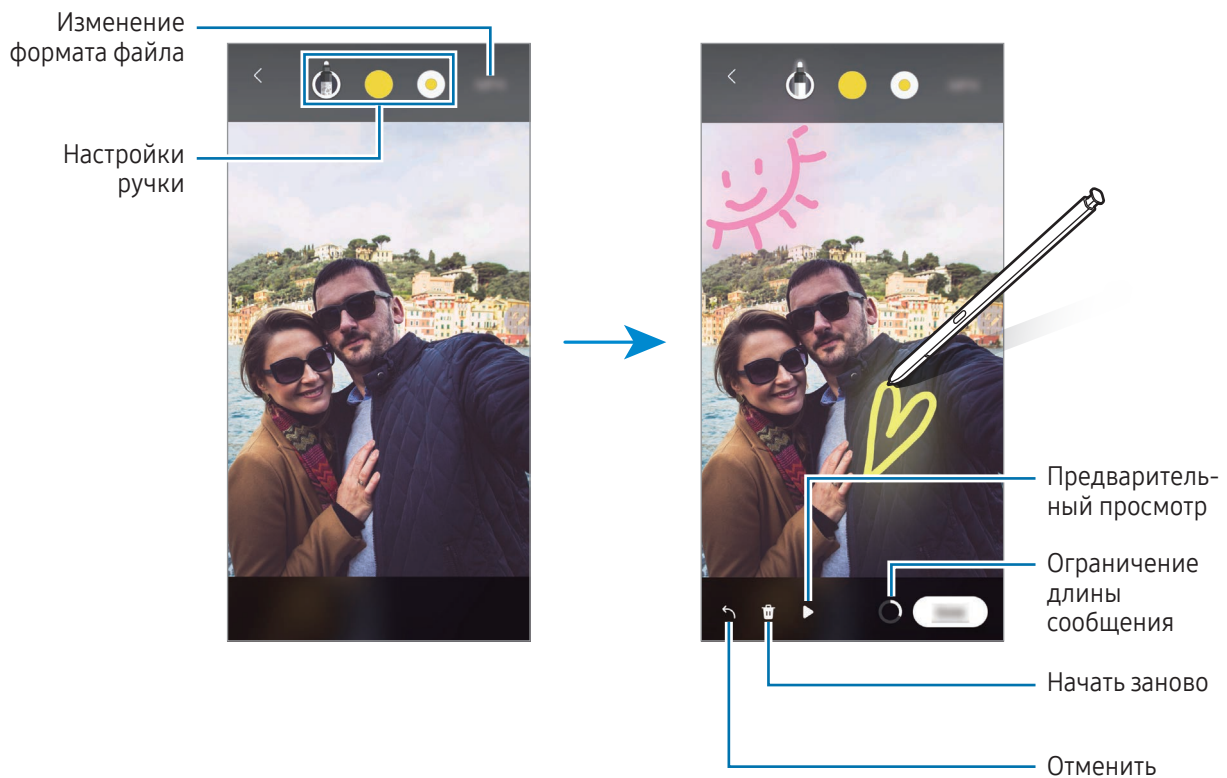 Изменение
формата файла
Настройки
ручки
Предваритель-
ный просмотр
Ограничение
длины
сообщения
Начать заново
Отменить